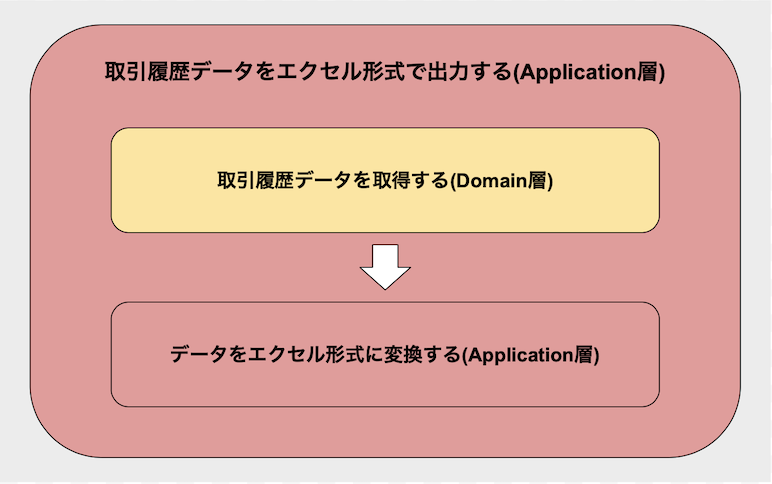 取引履歴データをエクセル形式で出力する(Application層)
取引履歴データを取得する(Domain層)
データをエクセル形式に変換する(Application層)